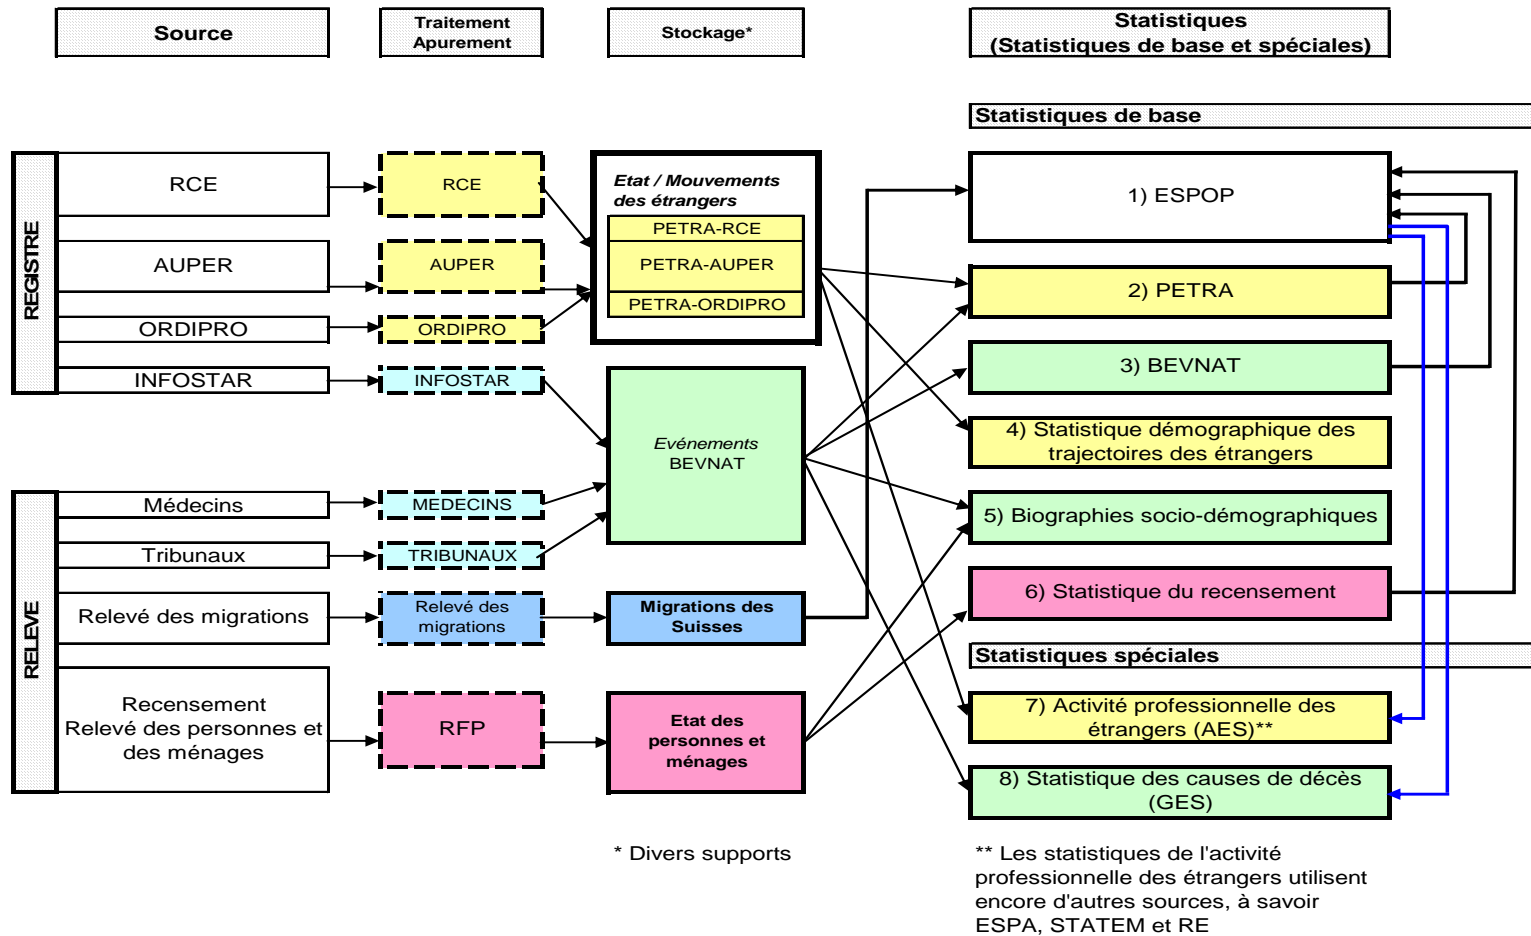 Source
Traitement
Apurement
Stockage*
Statistiques
(Statistiques de base et spéciales)
Statistiques de base
REGISTRE
RCE
RCE
AUPER
AUPER
ORDIPRO
ORDIPRO
INFOSTAR
INFOSTAR
Etat / Mouvements
des étrangers
PETRA-RCE
PETRA-AUPER
PETRA-ORDIPRO
Evénements
BEVNAT
1) ESPOP
2) PETRA
3) BEVNAT
4) Statistique démographique des
trajectoires des étrangers
5) Biographies socio-démographiques
6) Statistique du recensement
RELEVE
Médecins
MEDECINS
Tribunaux
TRIBUNAUX
Relevé des migrations
Relevé des
migrations
Migrations des
Suisses
Recensement
Relevé des personnes et
des ménages
RFP
Etat des
personnes et
ménages
Statistiques spéciales
7) Activité professionnelle des
étrangers (AES)**
8) Statistique des causes de décès
(GES)
* Divers supports
** Les statistiques de l'activité
professionnelle des étrangers utilisent
encore d'autres sources, à savoir
ESPA, STATEM et RE